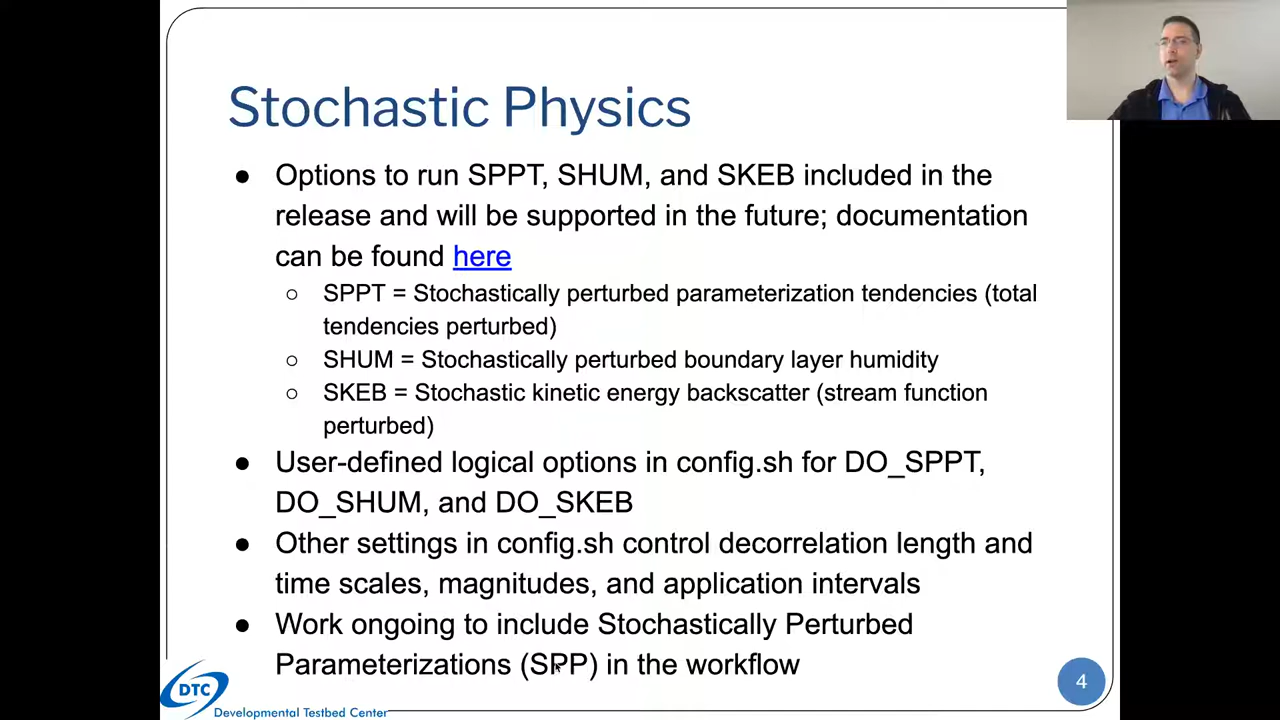 Stochastic Physics
● Options to run SPPT, SHUM, and SKEB included in the
release and will be supported in the future; documentation
can be found here
○ SPPT = Stochastically perturbed parameterization tendencies (total
tendencies perturbed)
○ SHUM = Stochastically perturbed boundary layer humidity
○ SKEB = Stochastic kinetic energy backscatter (stream function
perturbed)
● User-defined logical options in config.sh for DO_SPPT,
DO_SHUM, and DO_SKEB
● Other settings in config.sh control decorrelation length and
time scales, magnitudes, and application intervals
● Work ongoing to include Stochastically Perturbed
Parameterizations (SPP) in the workflow
DTC
Developmental Testbed Center
4